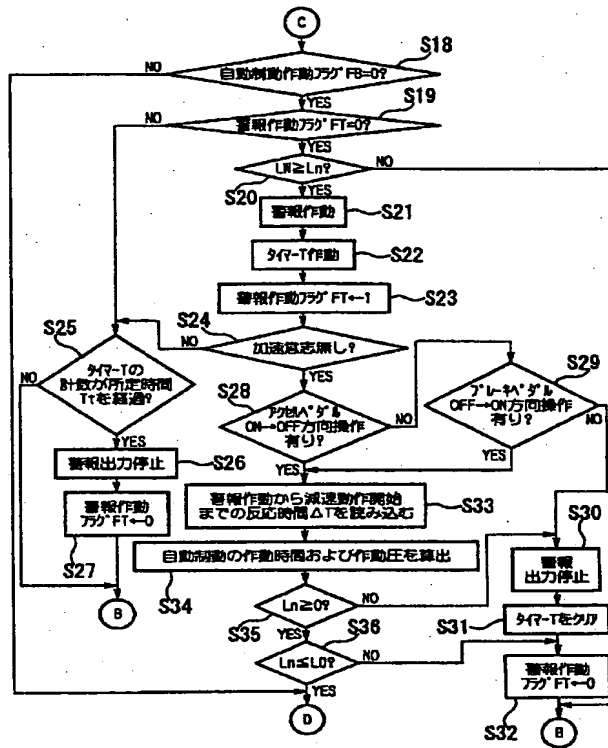 C
S18
NO
自動制動作動フラグFB=0?
YES
S19
NO
警報作動フラグFT=0?
YES
LW≧Ln?
NO
S20
YES
警報作動
S21
タイマーT作動
S22
警報作動フラグFT←1
S23
S24
NO
加速意志無し?
YES
S25
タイマーTの
計数が所定時間
Ttを経過?
NO
YES
S28
アクセルペダル
ON→OFF方向操作
有り?
NO
YES
S29
ブレーキペダル
OFF→ON方向操作
有り?
NO
YES
警報出力停止
S26
警報作動
フラグFT←0
S27
B
警報作動から減速動作開始
までの反応時間ΔTを読み込む
S33
自動制動の作動時間および作動圧を算出
S34
Ln≧0?
NO
S35
YES
S36
Ln≦L0?
NO
YES
D
S30
警報
出力停止
S31
タイマーTをクリア
警報作動
フラグFT←0
S32
B